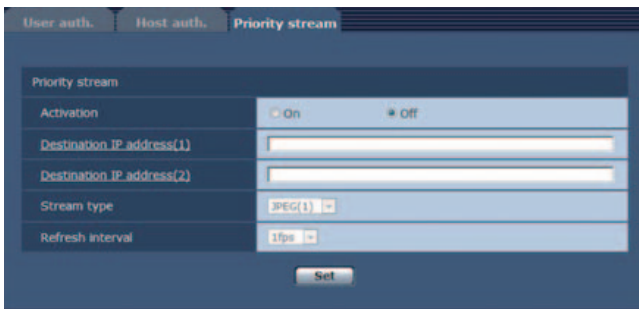 User auth. Host auth. Priority stream
Priority stream
Activation On Off
Destination IP address(1)
Destination IP address(2)
Stream type JPEG(1)
Refresh interval 1fps
Set